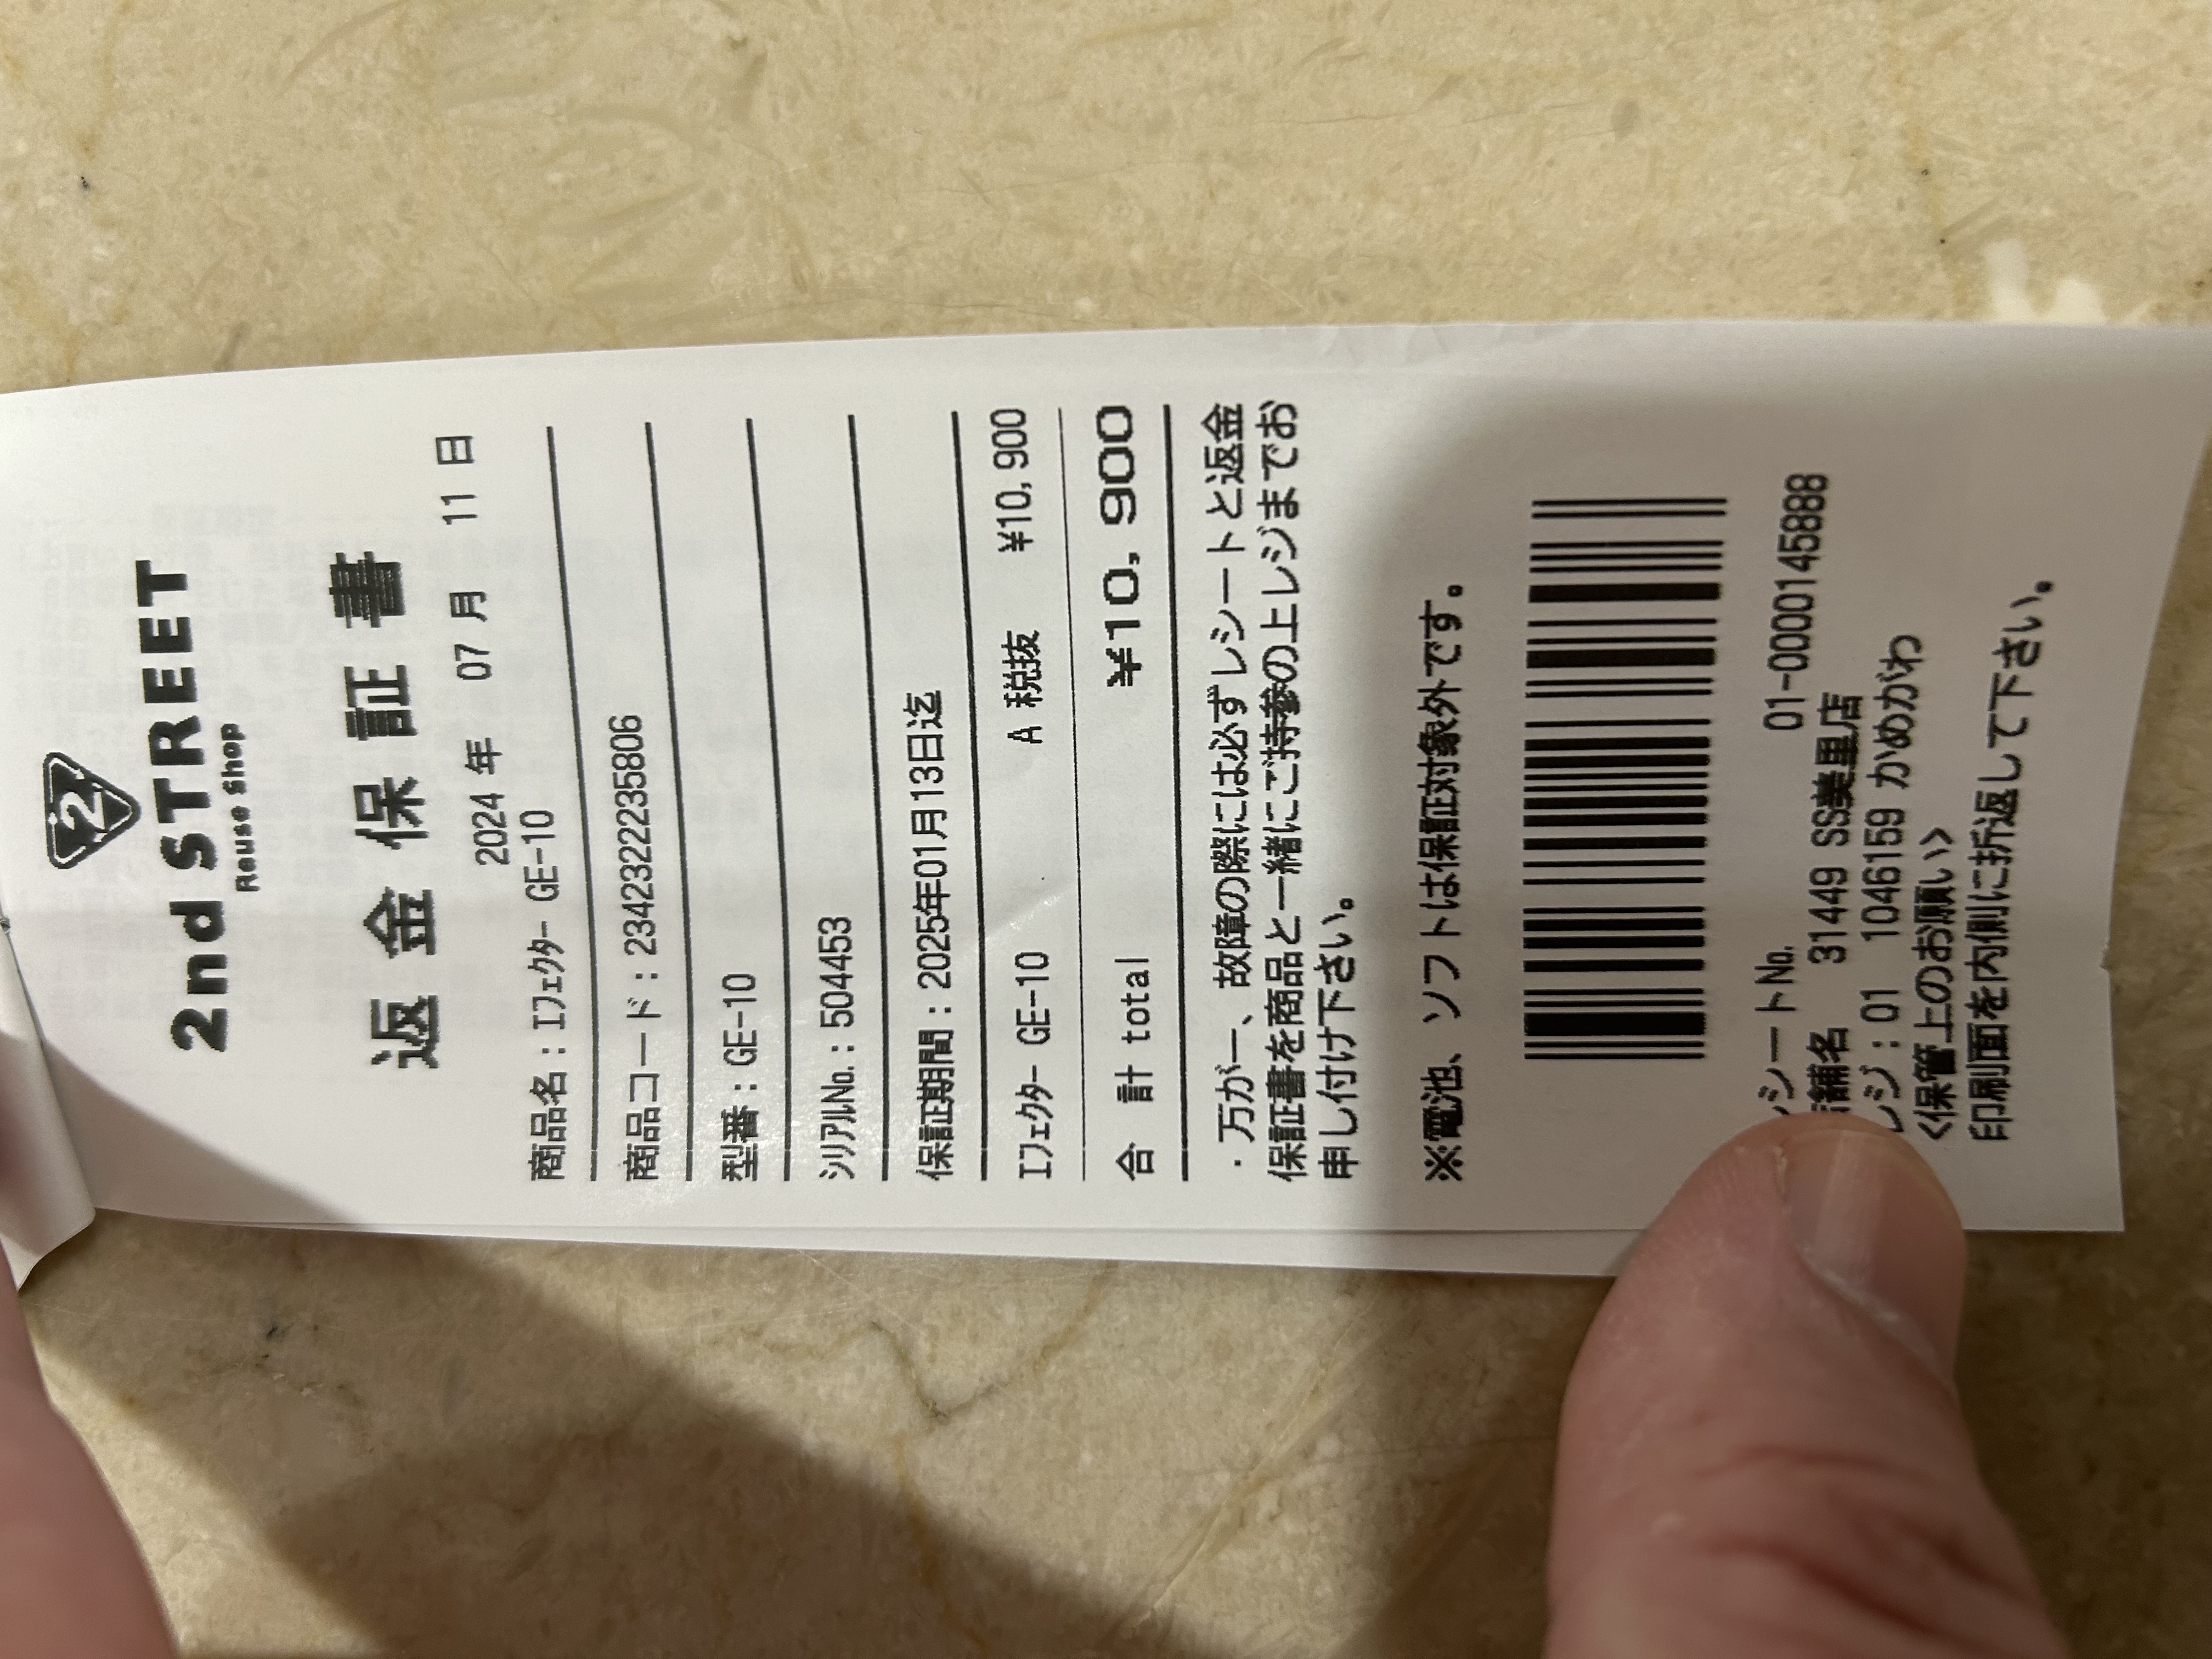 2
2nd STREET
Reuse Shop
返金保証書
2024 年 07 月 11 日
商品名：ｴﾌｪｸﾀｰ GE-10
商品コード：2342322235806
型番：GE-10
ｼﾘｱﾙNo.：504453
保証期間：2025年01月13日迄
ｴﾌｪｸﾀｰ GE-10 A 税抜 ¥10,900
合 計 total ¥10,900
・万が一、故障の際には必ずレシートと返金
保証書を商品と一緒にご持参の上レジまでお
申し付け下さい。
※電池、ソフトは保証対象外です。
レシートNo. 01-0000145888
店舗名 31449 SS美里店
レジ：01 1046159 かめがわ
<保管上のお願い>
印刷面を内側に折返して下さい。